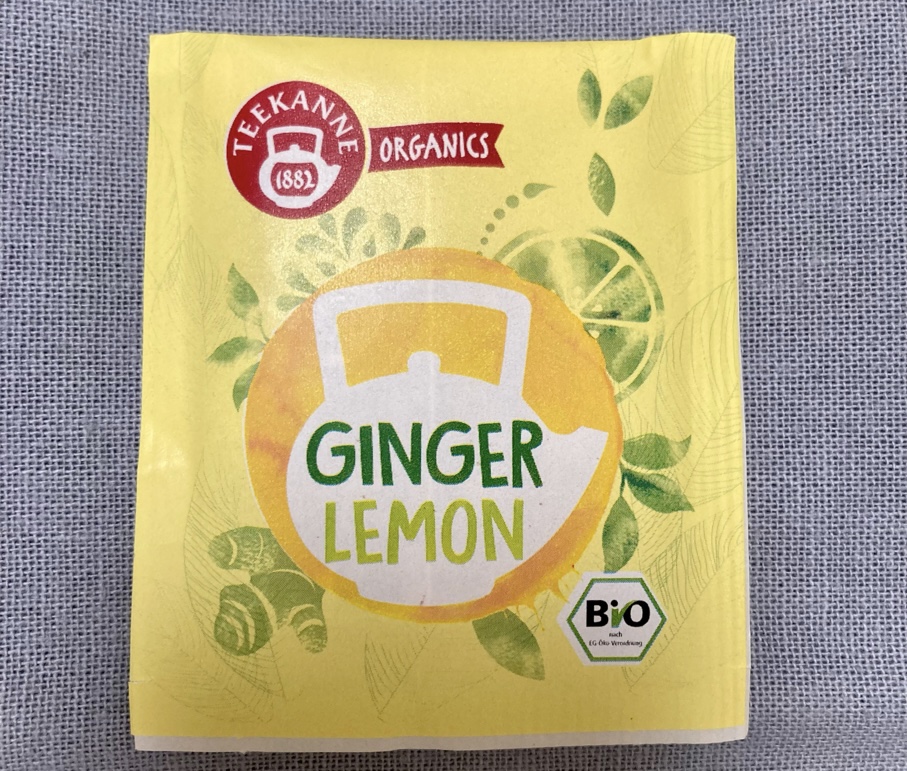 TEEKANNE
1882
ORGANICS
GINGER
LEMON
BiO
nach
EG-Öko-Verordnung